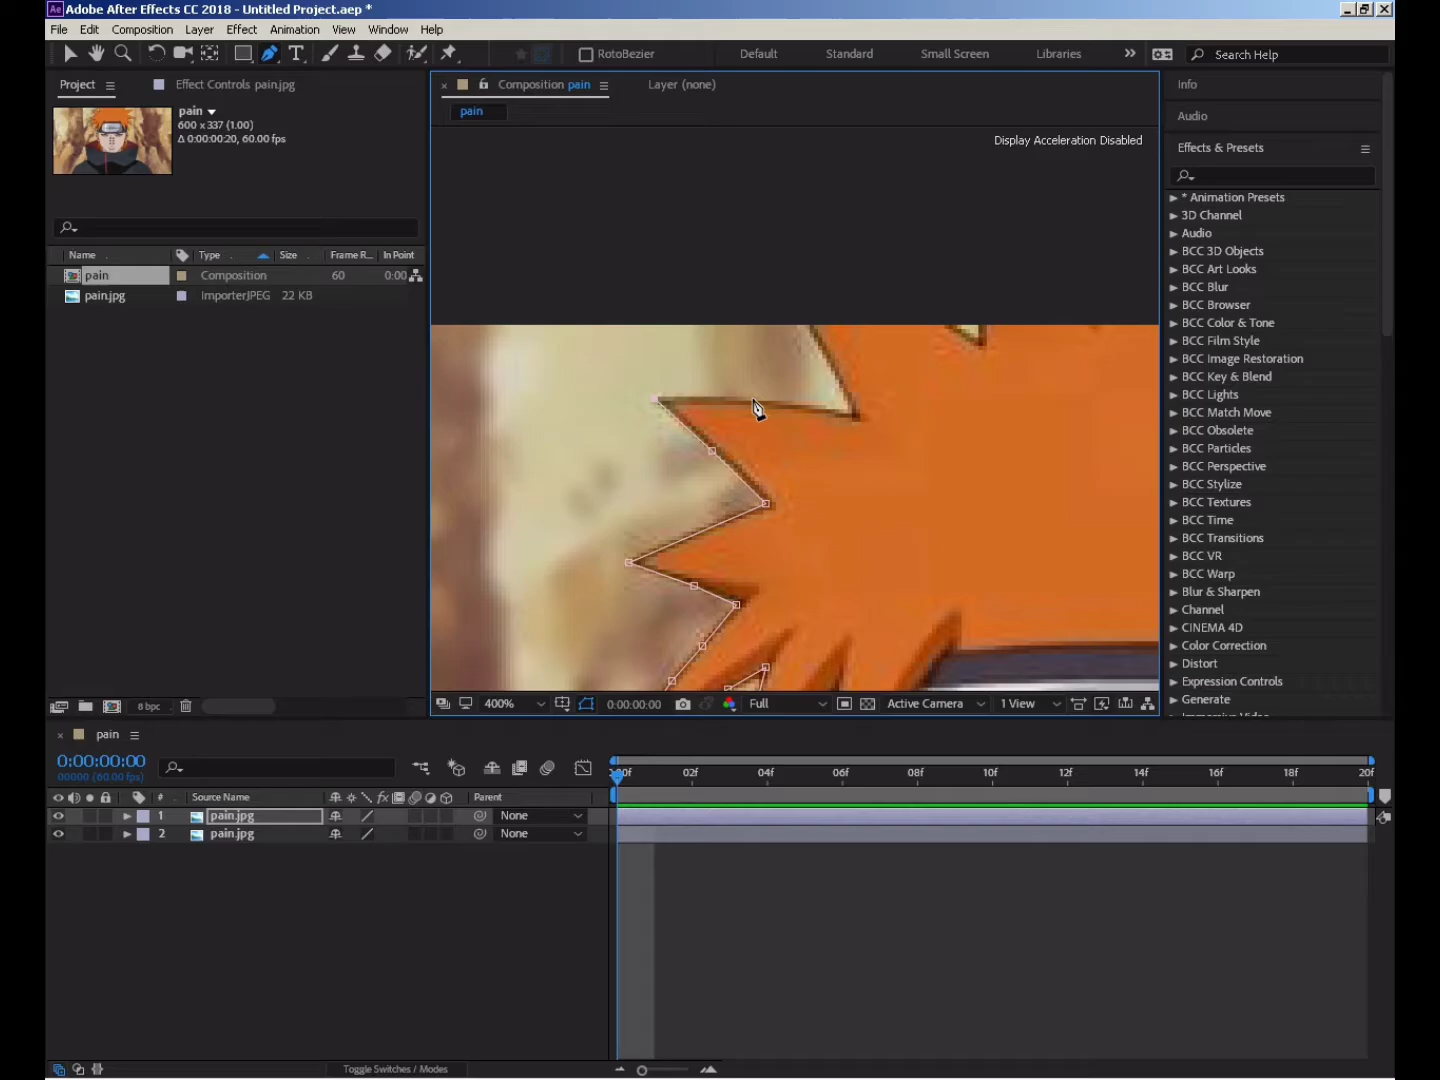 Adobe After Effects CC 2018 - Untitled Project.aep *
File Edit Composition Layer Effect Animation View Window Help
RotoBezier Default Standard Small Screen Libraries Search Help
Project Effect Controls pain.jpg
pain
600 x 337 (1.00)
Δ 0:00:00:20, 60.00 fps
Name Type Size Frame R... In Point
pain Composition 60 0:00
pain.jpg ImporterJPEG 22 KB
8 bpc
Composition pain Layer (none)
pain
Display Acceleration Disabled
400% 0:00:00:00 Full Active Camera 1 View
Info
Audio
Effects & Presets
* Animation Presets
3D Channel
Audio
BCC 3D Objects
BCC Art Looks
BCC Blur
BCC Browser
BCC Color & Tone
BCC Film Style
BCC Image Restoration
BCC Key & Blend
BCC Lights
BCC Match Move
BCC Obsolete
BCC Particles
BCC Perspective
BCC Stylize
BCC Textures
BCC Time
BCC Transitions
BCC VR
BCC Warp
Blur & Sharpen
Channel
CINEMA 4D
Color Correction
Distort
Expression Controls
Generate
Immersive Video
pain
0:00:00:00
00000 (60.00 fps)
:00f 02f 04f 06f 08f 10f 12f 14f 16f 18f 20f
# Source Name fx Parent
1 pain.jpg None
2 pain.jpg None
Toggle Switches / Modes